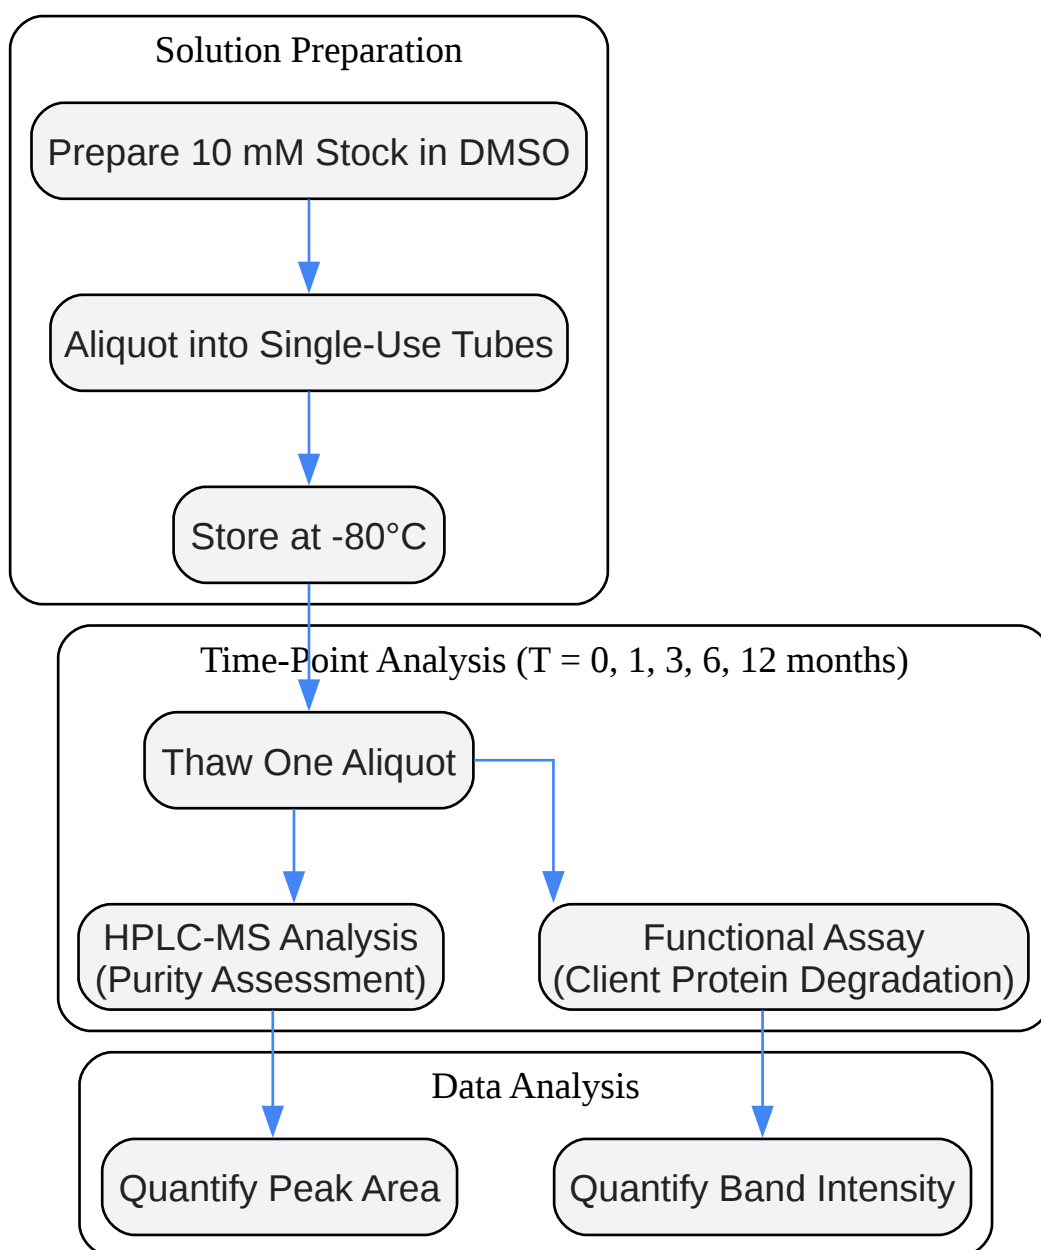 Solution Preparation
Prepare 10 mM Stock in DMSO
Aliquot into Single-Use Tubes
Store at -80°C
Time-Point Analysis (T = 0, 1, 3, 6, 12 months)
Thaw One Aliquot
HPLC-MS Analysis
(Purity Assessment)
Functional Assay
(Client Protein Degradation)
Data Analysis
Quantify Peak Area
Quantify Band Intensity